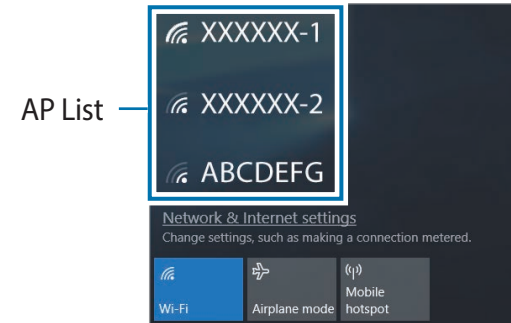 XXXXXX-1
XXXXXX-2
AP List
ABCDEFG
Network & Internet settings
Change settings, such as making a connection metered.
Wi-Fi
Airplane mode
Mobile
hotspot